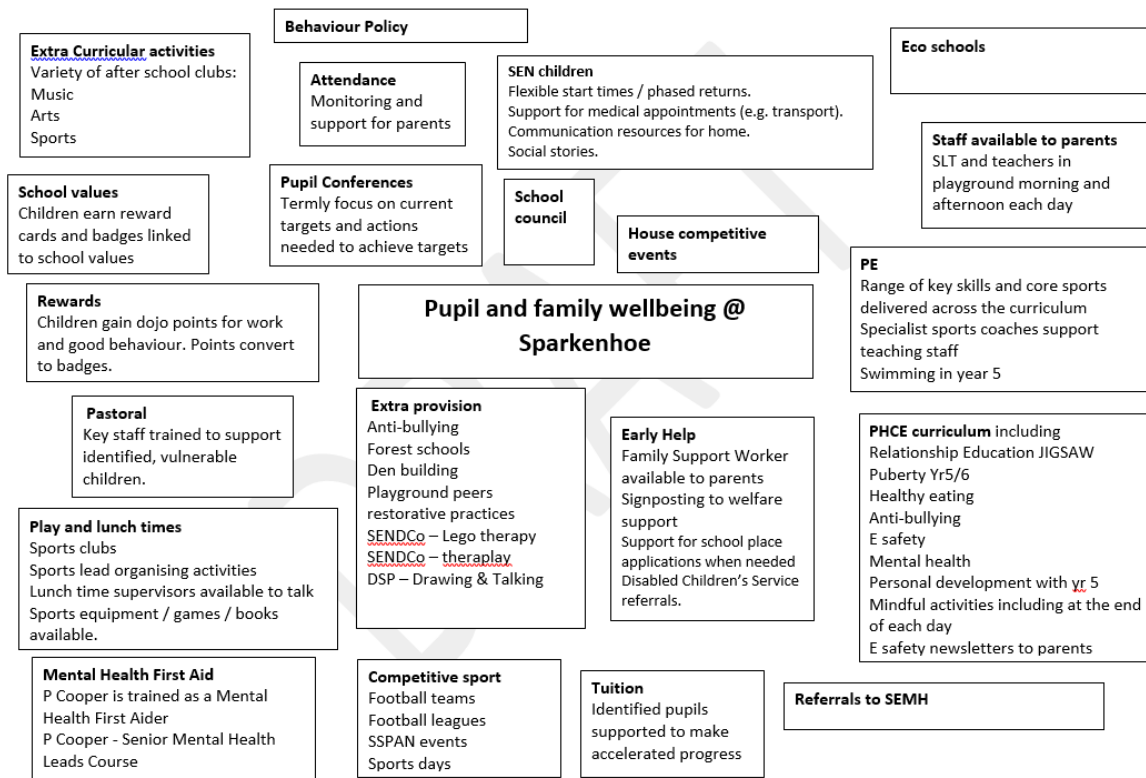 Behaviour Policy
Extra Curricular activities
Variety of after school clubs:
Music
Arts
Sports
Attendance
Monitoring and
support for parents
SEN children
Flexible start times / phased returns.
Support for medical appointments (e.g. transport).
Communication resources for home.
Social stories.
Eco schools
Staff available to parents
SLT and teachers in
playground morning and
afternoon each day
School values
Children earn reward
cards and badges linked
to school values
Pupil Conferences
Termly focus on current
targets and actions
needed to achieve targets
School
council
House competitive
events
PE
Range of key skills and core sports
delivered across the curriculum
Specialist sports coaches support
teaching staff
Swimming in year 5
Rewards
Children gain dojo points for work
and good behaviour. Points convert
to badges.
Pupil and family wellbeing @
Sparkenhoe
Pastoral
Key staff trained to support
identified, vulnerable
children.
Extra provision
Anti-bullying
Forest schools
Den building
Playground peers
restorative practices
SENDCo – Lego therapy
SENDCo – theraplay
DSP – Drawing & Talking
Early Help
Family Support Worker
available to parents
Signposting to welfare
support
Support for school place
applications when needed
Disabled Children's Service
referrals.
PHCE curriculum including
Relationship Education JIGSAW
Puberty Yr5/6
Healthy eating
Anti-bullying
E safety
Mental health
Personal development with yr 5
Mindful activities including at the end
of each day
E safety newsletters to parents
Play and lunch times
Sports clubs
Sports lead organising activities
Lunch time supervisors available to talk
Sports equipment / games / books
available.
Mental Health First Aid
P Cooper is trained as a Mental
Health First Aider
P Cooper - Senior Mental Health
Leads Course
Competitive sport
Football teams
Football leagues
SSPAN events
Sports days
Tuition
Identified pupils
supported to make
accelerated progress
Referrals to SEMH
DRAFT